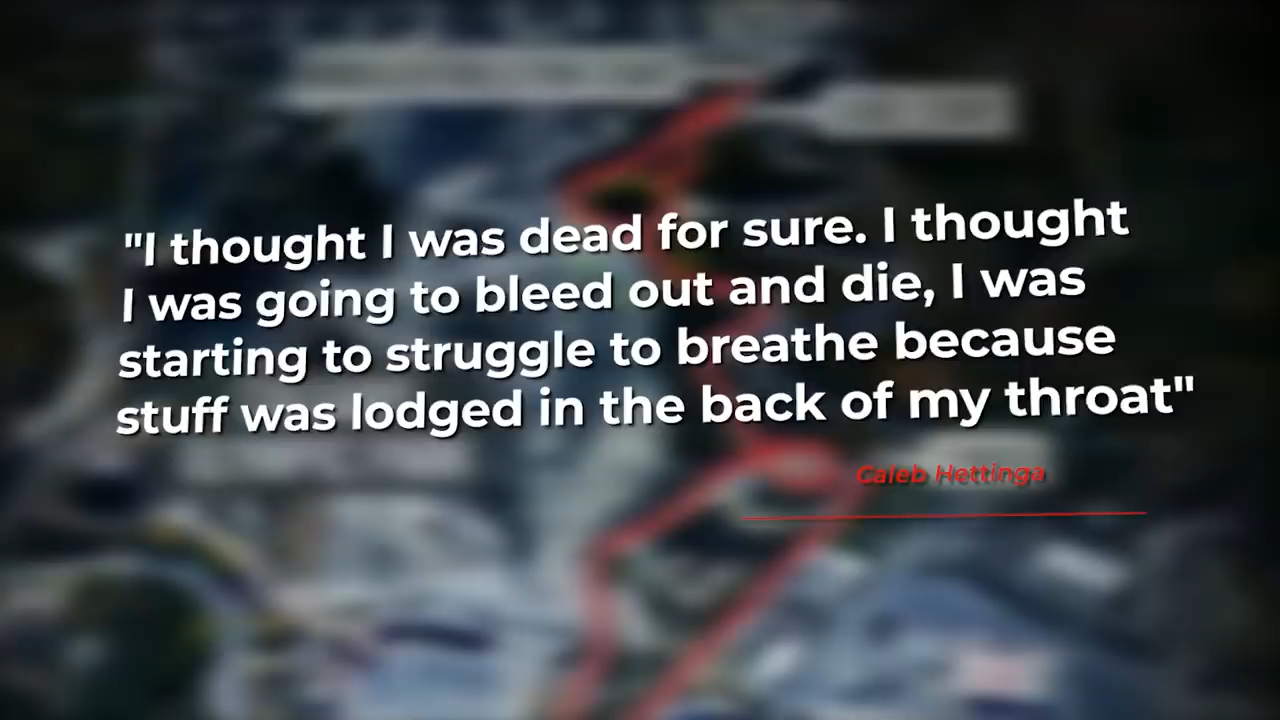 "I thought I was dead for sure. I thought
I was going to bleed out and die, I was
starting to struggle to breathe because
stuff was lodged in the back of my throat"
Caleb Hettinga